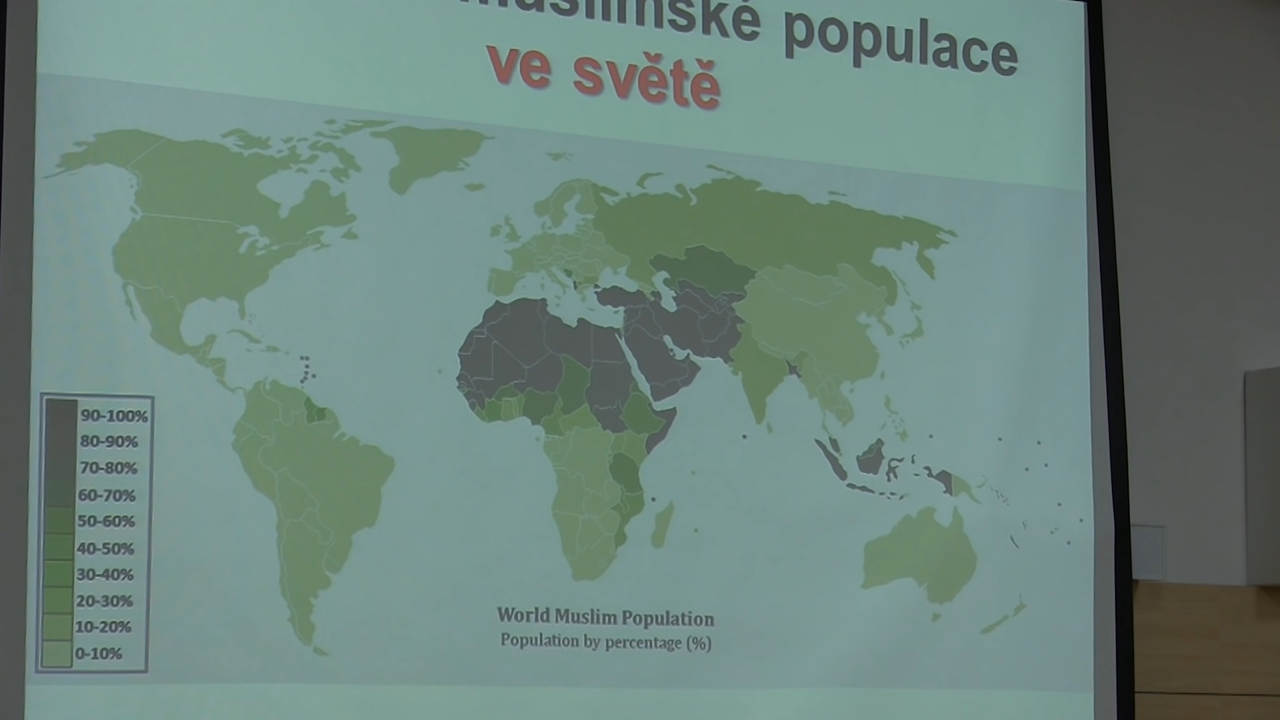 muslimské populace
ve světě
90-100%
80-90%
70-80%
60-70%
50-60%
40-50%
30-40%
20-30%
10-20%
0-10%
World Muslim Population
Population by percentage (%)